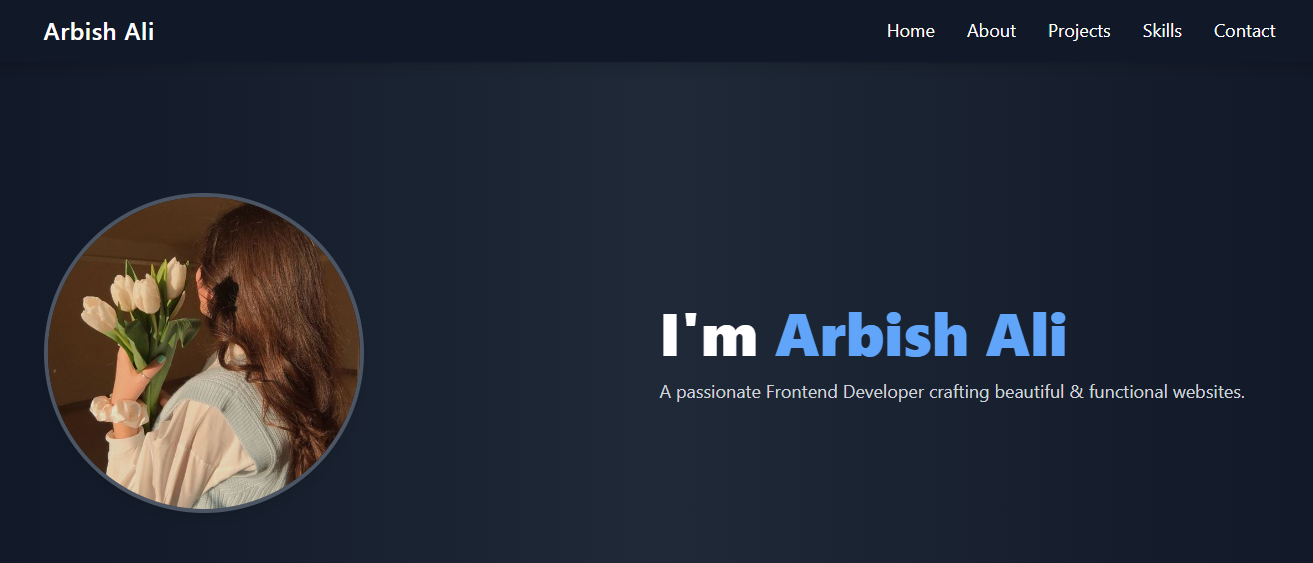 Arbish Ali
Home About Projects Skills Contact
I'm Arbish Ali
A passionate Frontend Developer crafting beautiful & functional websites.